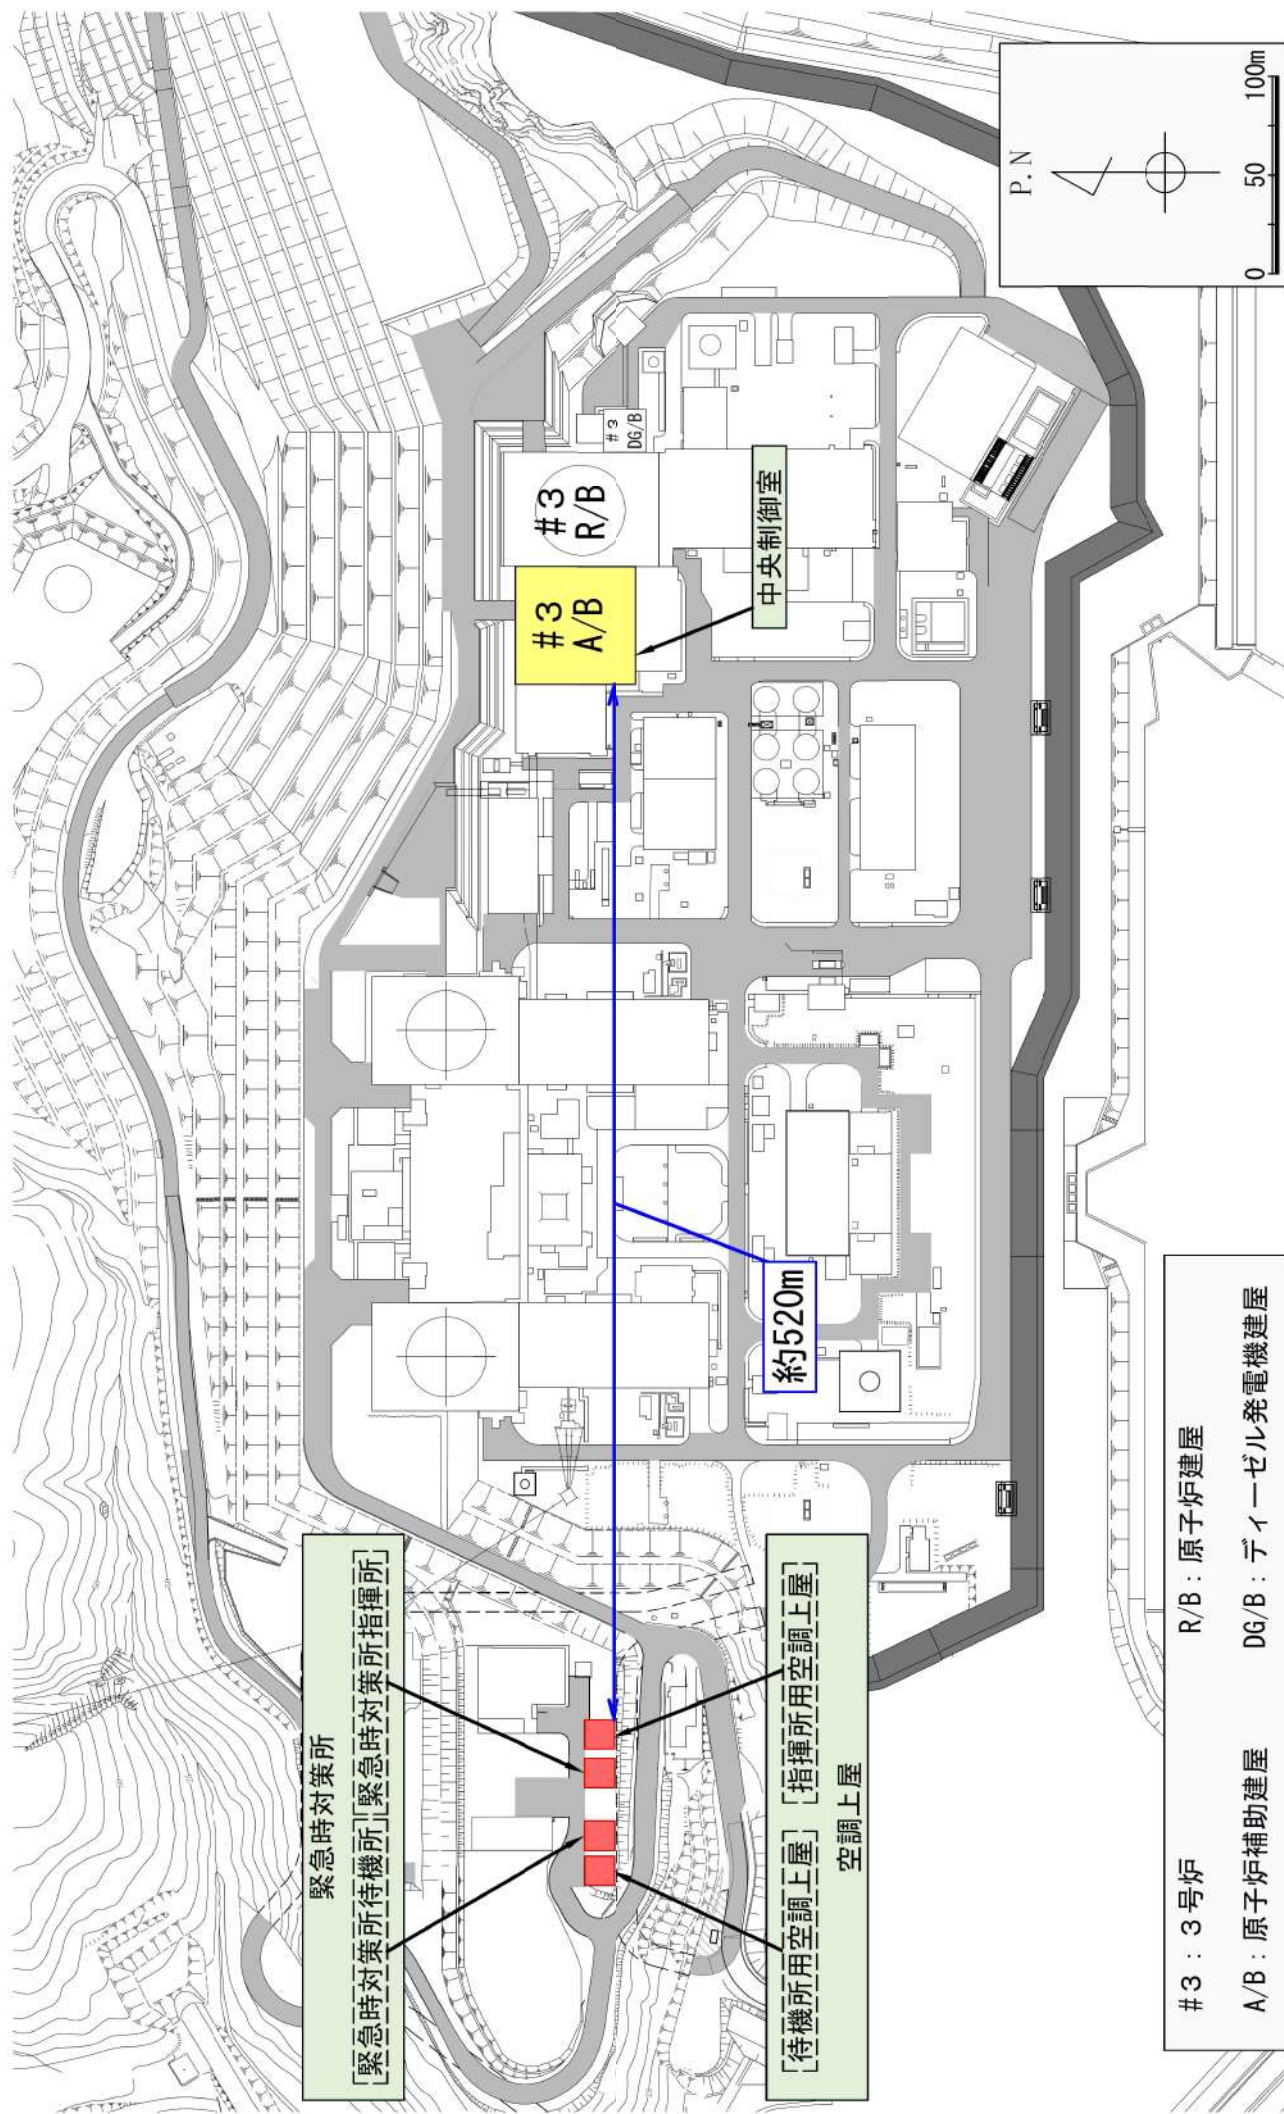 緊急時対策所
[緊急時対策所待機所] [緊急時対策所指揮所]
#3
A/B
#3
R/B
#3
DG/B
中央制御室
約520m
[待機所用空調上屋] [指揮所用空調上屋]
空調上屋
P.N
0 50 100m
#3 : 3号炉 R/B : 原子炉建屋
A/B : 原子炉補助建屋 DG/B : ディーゼル発電機建屋